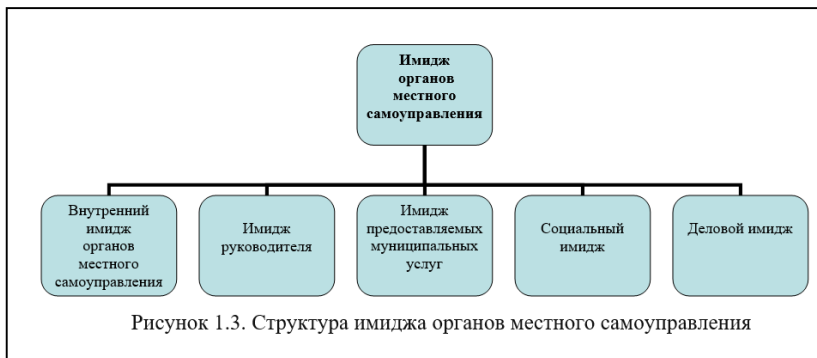 Имидж
органов
местного
самоуправления
Внутренний
имидж
органов
местного
самоуправления
Имидж
руководителя
Имидж
предоставляемых
муниципальных
услуг
Социальный
имидж
Деловой имидж
Рисунок 1.3. Структура имиджа органов местного самоуправления